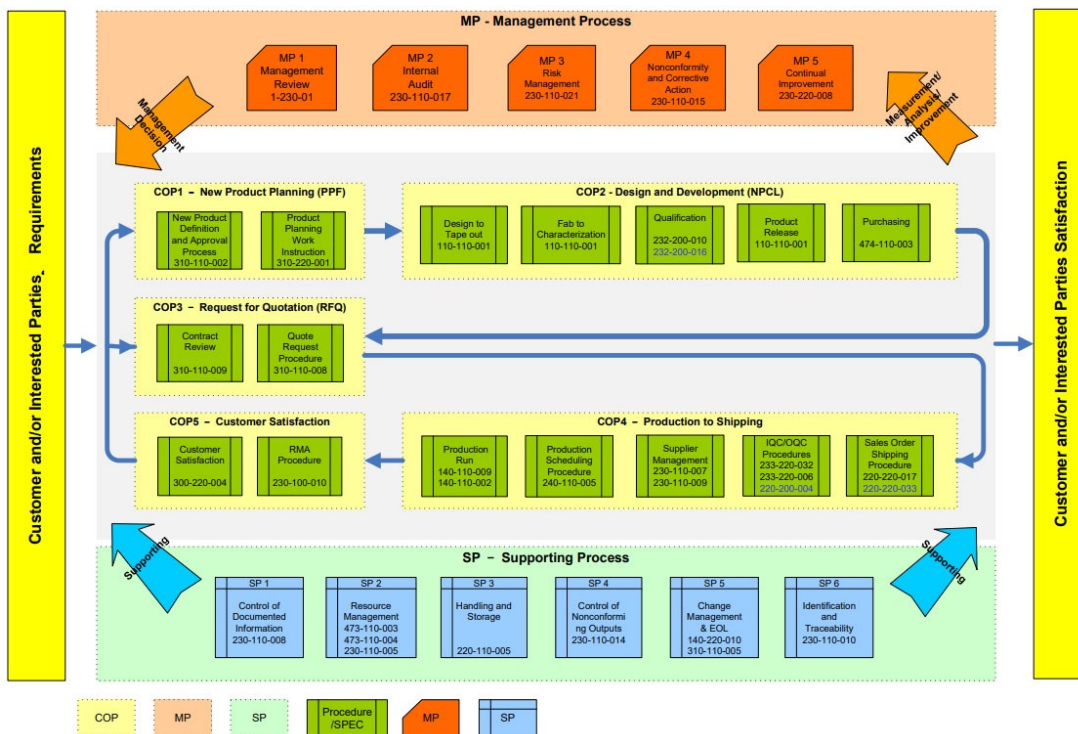 MP - Management Process
MP 1
Management
Review
1-230-01
MP 2
Internal
Audit
230-110-017
MP 3
Risk
Management
230-110-021
MP 4
Nonconformity
and Corrective
Action
230-110-015
MP 5
Continual
Improvement
230-220-008
Management
Decision
Measurement/
Analysis/
Improvement
Customer and/or Interested Parties, Requirements
Customer and/or Interested Parties Satisfaction
COP1 – New Product Planning (PPF)
New Product
Definition
and Approval
Process
310-110-002
Product
Planning
Work
Instruction
310-220-001
COP2 - Design and Development (NPCL)
Design to
Tape out
110-110-001
Fab to
Characterization
110-110-001
Qualification
232-200-010
232-200-016
Product
Release
110-110-001
Purchasing
474-110-003
COP3 – Request for Quotation (RFQ)
Contract
Review
310-110-009
Quote
Request
Procedure
310-110-008
COP5 – Customer Satisfaction
Customer
Satisfaction
300-220-004
RMA
Procedure
230-100-010
COP4 – Production to Shipping
Production
Run
140-110-009
140-110-002
Production
Scheduling
Procedure
240-110-005
Supplier
Management
230-110-007
230-110-009
IQC/OQC
Procedures
233-220-032
233-220-006
220-200-004
Sales Order
Shipping
Procedure
220-220-017
220-220-033
Supporting
Supporting
SP – Supporting Process
SP 1
Control of
Documented
Information
230-110-008
SP 2
Resource
Management
473-110-003
473-110-004
230-110-005
SP 3
Handling and
Storage
220-110-005
SP 4
Control of
Nonconformi
ng Outputs
230-110-014
SP 5
Change
Management
& EOL
140-220-010
310-110-005
SP 6
Identification
and
Traceability
230-110-010
COP
MP
SP
Procedure
/SPEC
MP
SP